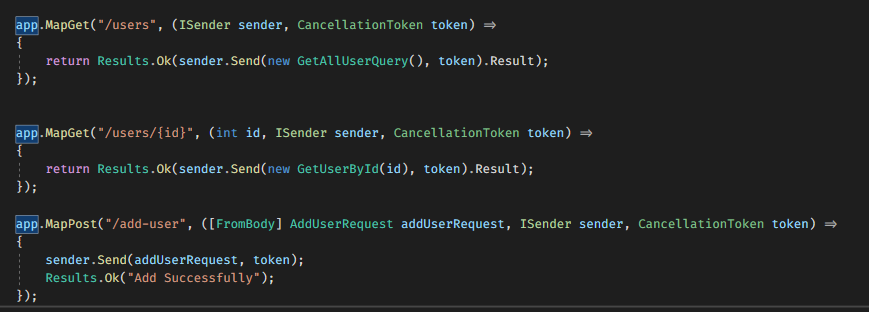 app.MapGet("/users", (ISender sender, CancellationToken token) =>
{
return Results.Ok(sender.Send(new GetAllUserQuery(), token).Result);
});
app.MapGet("/users/{id}", (int id, ISender sender, CancellationToken token) =>
{
return Results.Ok(sender.Send(new GetUserById(id), token).Result);
});
app.MapPost("/add-user", ([FromBody] AddUserRequest addUserRequest, ISender sender, CancellationToken token) =>
{
sender.Send(addUserRequest, token);
Results.Ok("Add Successfully");
});